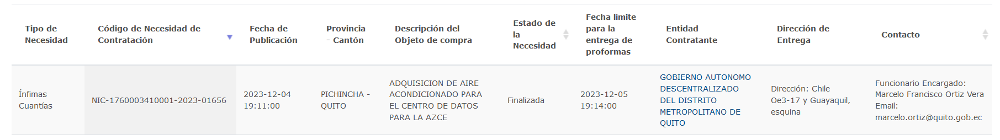 Tipo de
Necesidad
Código de Necesidad de
Contratación
Fecha de
Publicación
Provincia
- Cantón
Descripción del
Objeto de compra
Estado de
la
Necesidad
Fecha límite
para la
entrega de
proformas
Entidad
Contratante
Dirección de
Entrega
Contacto
Ínfimas
Cuantías
NIC-1760003410001-2023-01656
2023-12-04
19:11:00
PICHINCHA -
QUITO
ADQUISICION DE AIRE
ACONDICIONADO PARA
EL CENTRO DE DATOS
PARA LA AZCE
Finalizada
2023-12-05
19:14:00
GOBIERNO AUTONOMO
DESCENTRALIZADO
DEL DISTRITO
METROPOLITANO DE
QUITO
Dirección: Chile
Oe3-17 y Guayaquil,
esquina
Funcionario Encargado:
Marcelo Francisco Ortiz Vera
Email:
marcelo.ortiz@quito.gob.ec